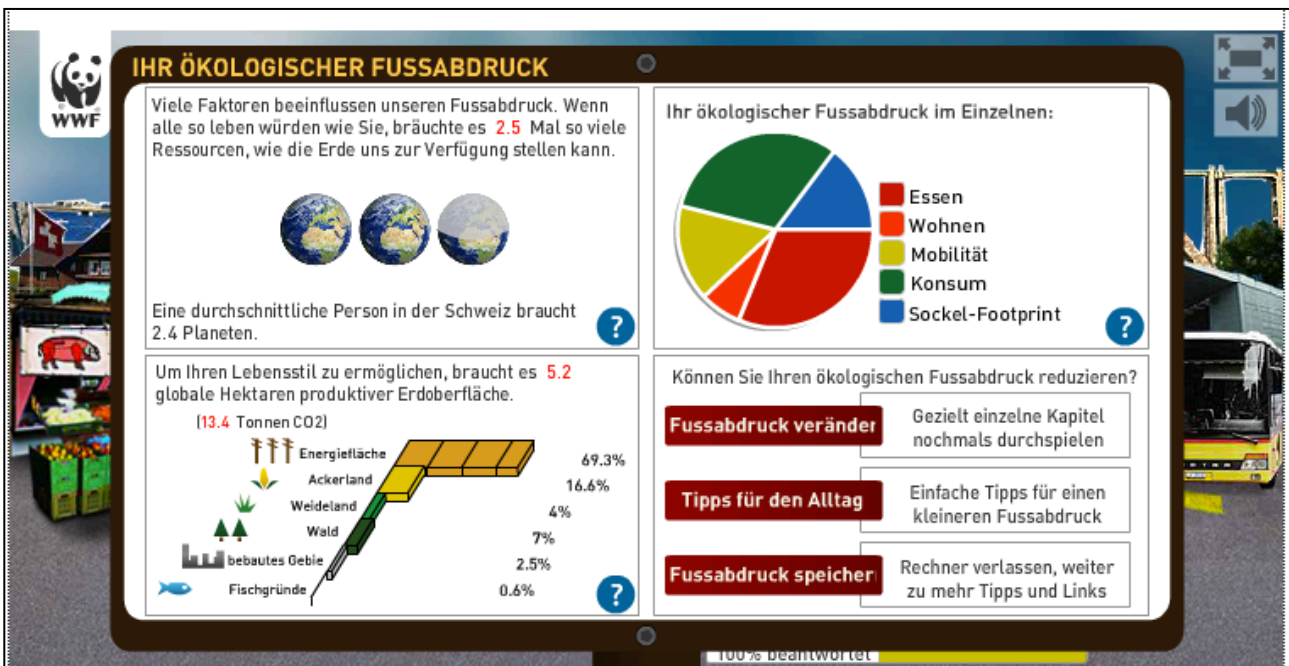 WWF
IHR ÖKOLOGISCHER FUSSABDRUCK
Viele Faktoren beeinflussen unseren Fussabdruck. Wenn
alle so leben würden wie Sie, bräuchte es 2.5 Mal so viele
Ressourcen, wie die Erde uns zur Verfügung stellen kann.
Eine durchschnittliche Person in der Schweiz braucht
2.4 Planeten.
?
Ihr ökologischer Fussabdruck im Einzelnen:
Essen
Wohnen
Mobilität
Konsum
Sockel-Footprint
?
Um Ihren Lebensstil zu ermöglichen, braucht es 5.2
globale Hektaren produktiver Erdoberfläche.
(13.4 Tonnen CO2)
Energiefläche 69.3%
Ackerland 16.6%
Weideland 4%
Wald 7%
bebautes Gebie 2.5%
Fischgründe 0.6%
?
Können Sie Ihren ökologischen Fussabdruck reduzieren?
Fussabdruck veränder
Gezielt einzelne Kapitel
nochmals durchspielen
Tipps für den Alltag
Einfache Tipps für einen
kleineren Fussabdruck
Fussabdruck speicher
Rechner verlassen, weiter
zu mehr Tipps und Links
100% beantwortet